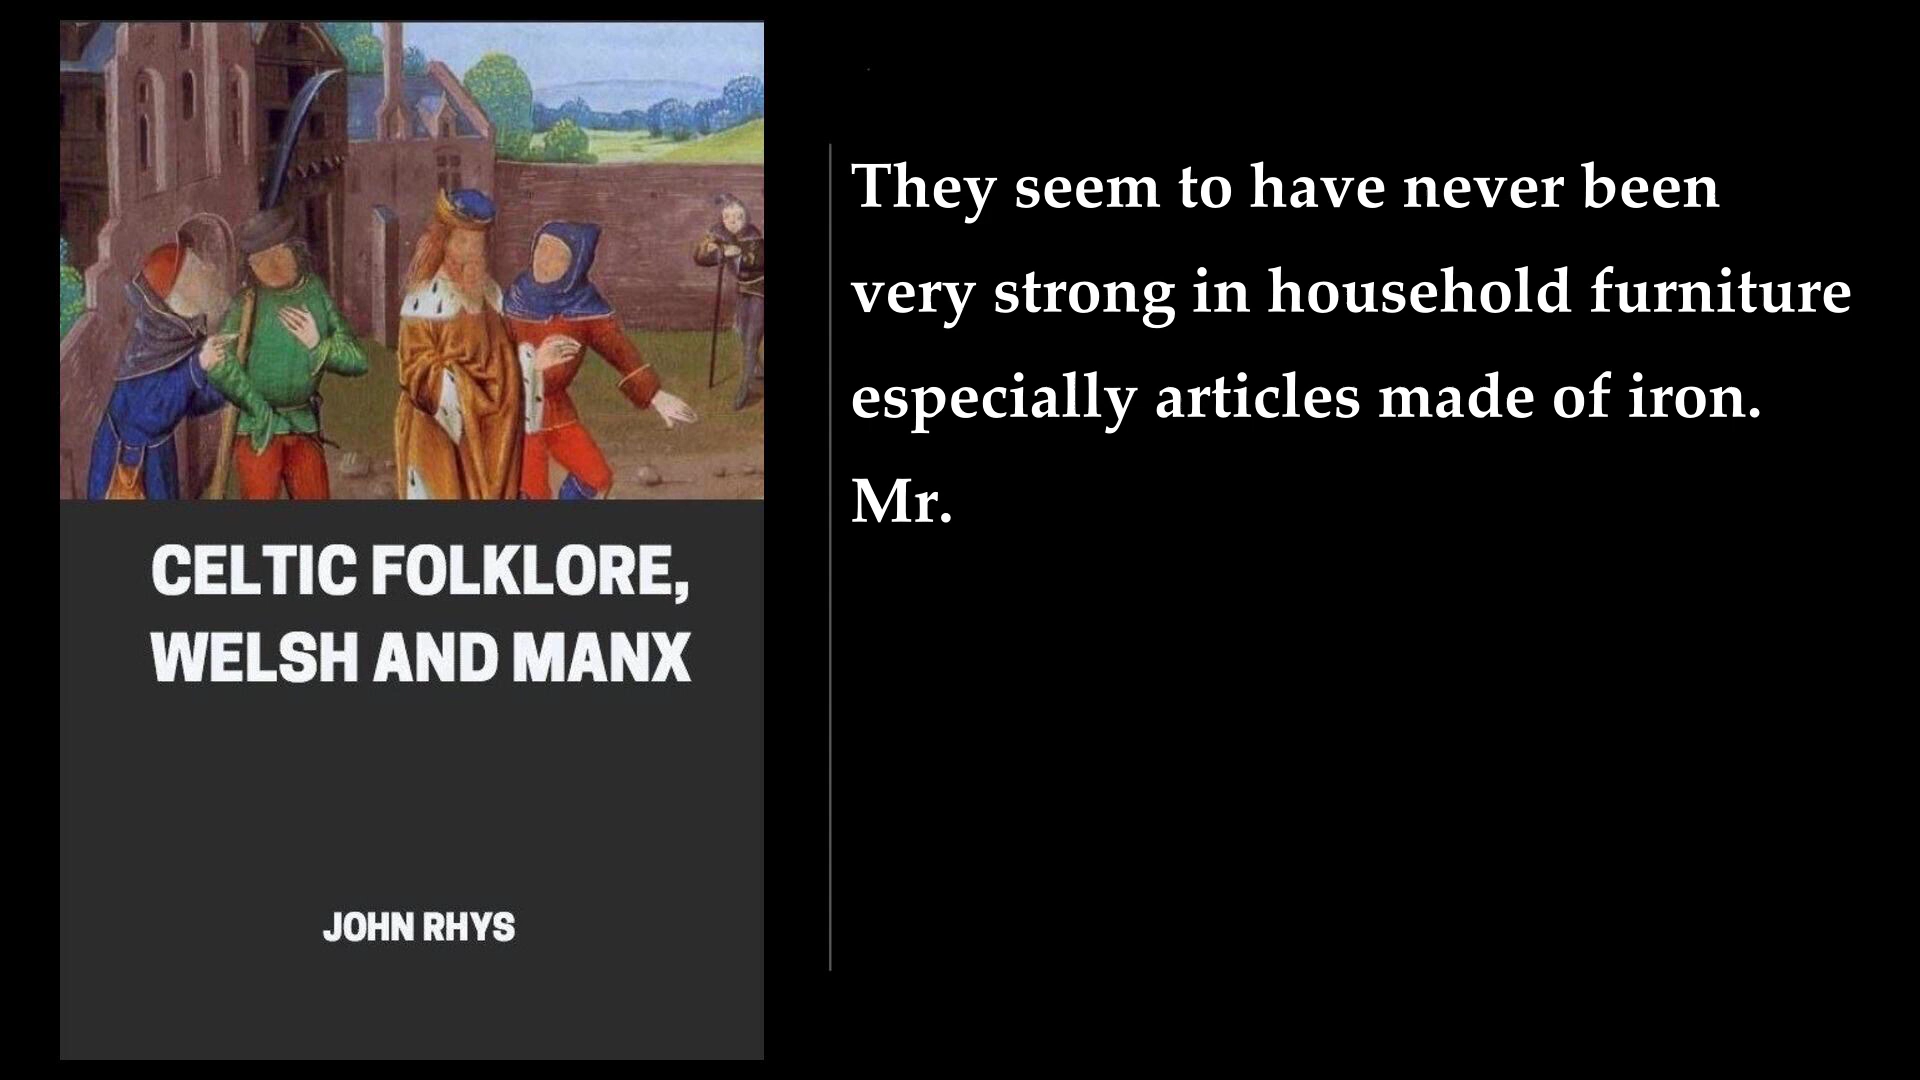 They seem to have never been
very strong in household furniture
especially articles made of iron.
Mr.
CELTIC FOLKLORE,
WELSH AND MANX
JOHN RHYS